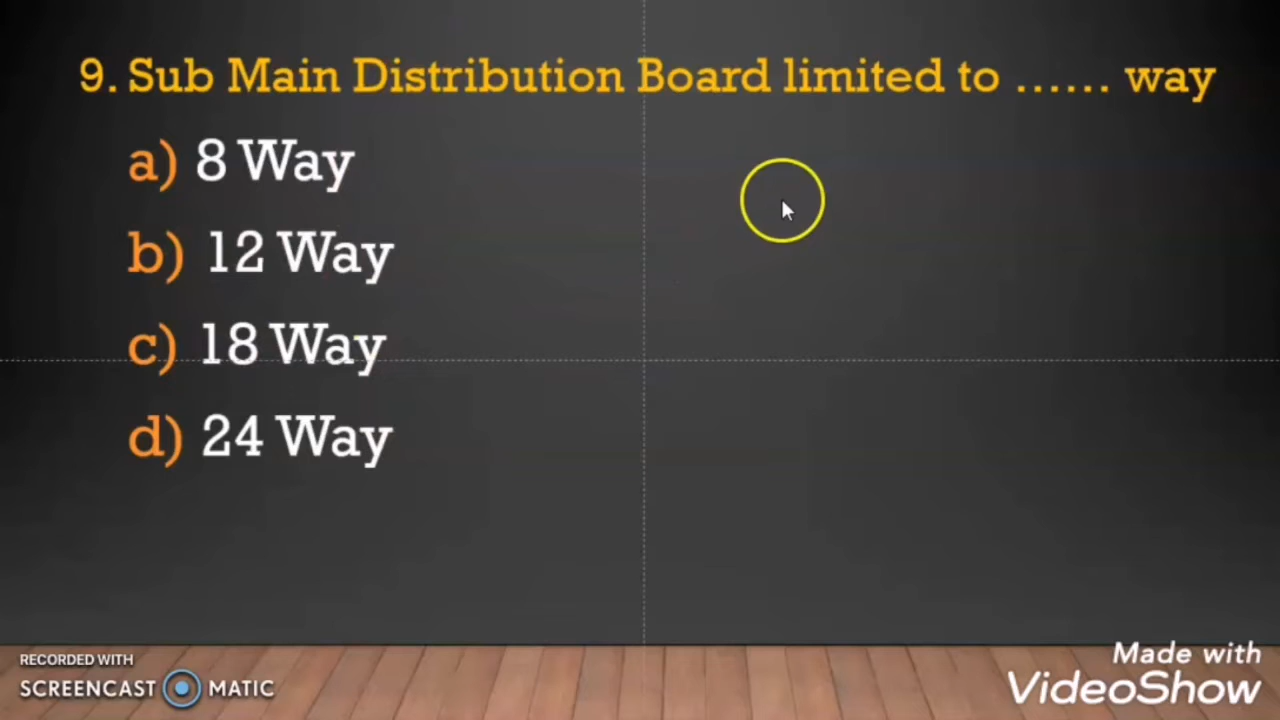 9. Sub Main Distribution Board limited to ...... way
a) 8 Way
b) 12 Way
c) 18 Way
d) 24 Way
RECORDED WITH
SCREENCAST MATIC
Made with
VideoShow